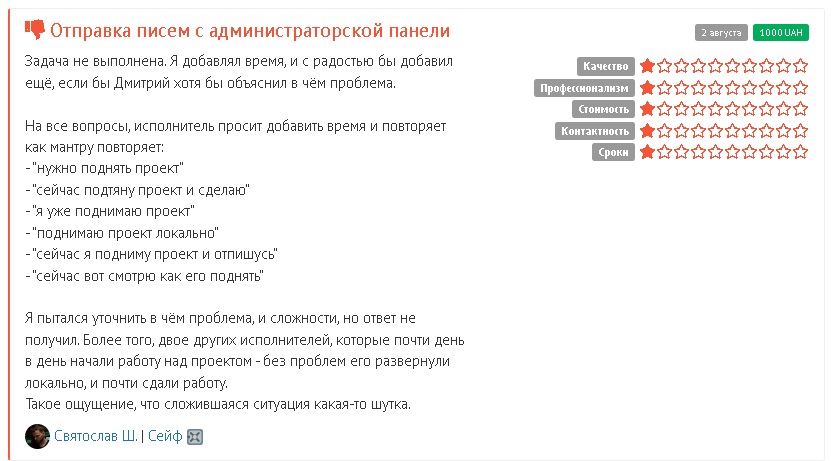 Отправка писем с администраторской панели
2 августа 1000 UAH
Задача не выполнена. Я добавлял время, и с радостью бы добавил
ещё, если бы Дмитрий хотя бы объяснил в чём проблема.
На все вопросы, исполнитель просит добавить время и повторяет
как мантру повторяет:
-"нужно поднять проект"
-"сейчас подтяну проект и сделаю"
-"я уже поднимаю проект"
-"поднимаю проект локально"
-"сейчас я подниму проект и отпишусь"
-"сейчас вот смотрю как его поднять"
Я пытался уточнить в чём проблема, и сложности, но ответ не
получил. Более того, двое других исполнителей, которые почти день
в день начали работу над проектом - без проблем его развернули
локально, и почти сдали работу.
Такое ощущение, что сложившаяся ситуация какая-то шутка.
Святослав Ш. | Сейф
Качество
Профессионализм
Стоимость
Контактность
Сроки